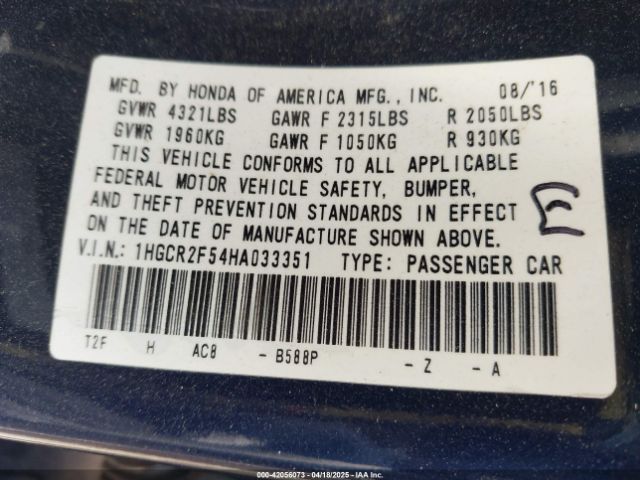 MFD. BY HONDA OF AMERICA MFG., INC. 08/'16
GVWR 4321LBS GAWR F 2315LBS R 2050LBS
GVWR 1960KG GAWR F 1050KG R 930KG
THIS VEHICLE CONFORMS TO ALL APPLICABLE
FEDERAL MOTOR VEHICLE SAFETY, BUMPER,
AND THEFT PREVENTION STANDARDS IN EFFECT
ON THE DATE OF MANUFACTURE SHOWN ABOVE.
E
V.I.N.: 1HGCR2F54HA033351 TYPE: PASSENGER CAR
T2F H AC8 - B588P - Z - A
000-42056073 - 04/18/2025 - IAA Inc.